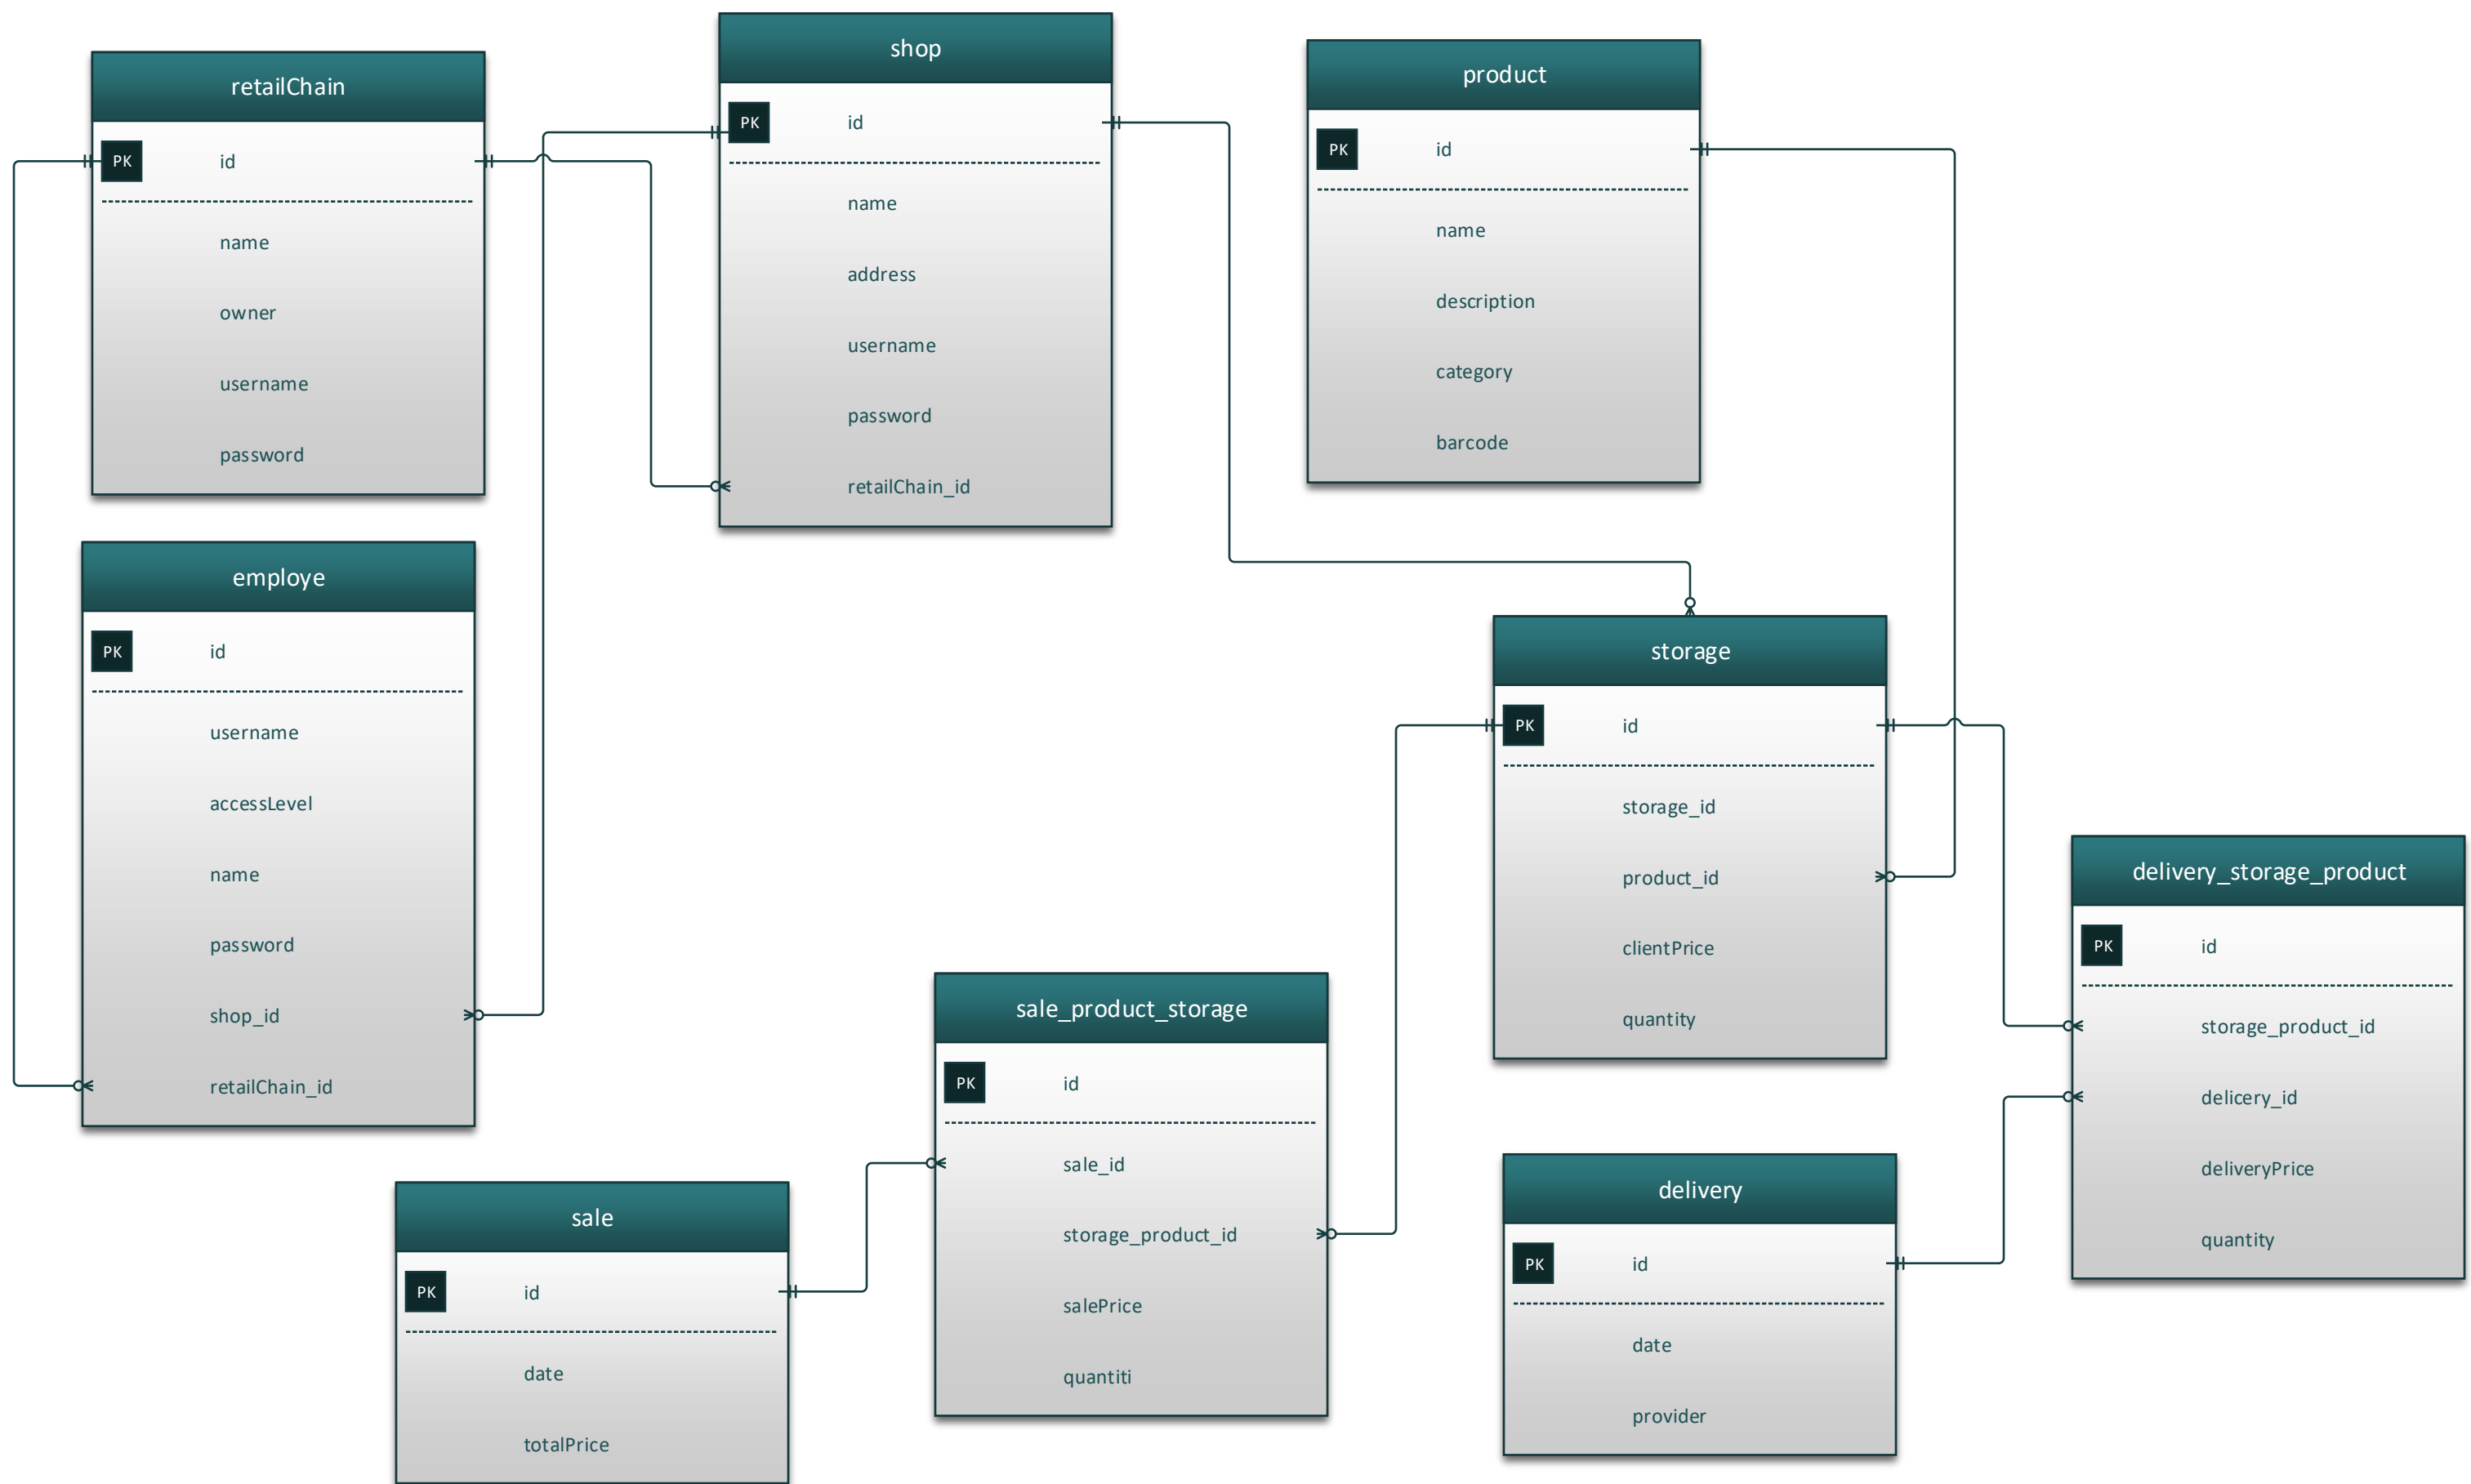 retailChain
PK id
name
owner
username
password
shop
PK id
name
address
username
password
retailChain_id
product
PK id
name
description
category
barcode
employe
PK id
username
accessLevel
name
password
shop_id
retailChain_id
storage
PK id
storage_id
product_id
clientPrice
quantity
delivery_storage_product
PK id
storage_product_id
delicery_id
deliveryPrice
quantity
sale_product_storage
PK id
sale_id
storage_product_id
salePrice
quantiti
sale
PK id
date
totalPrice
delivery
PK id
date
provider